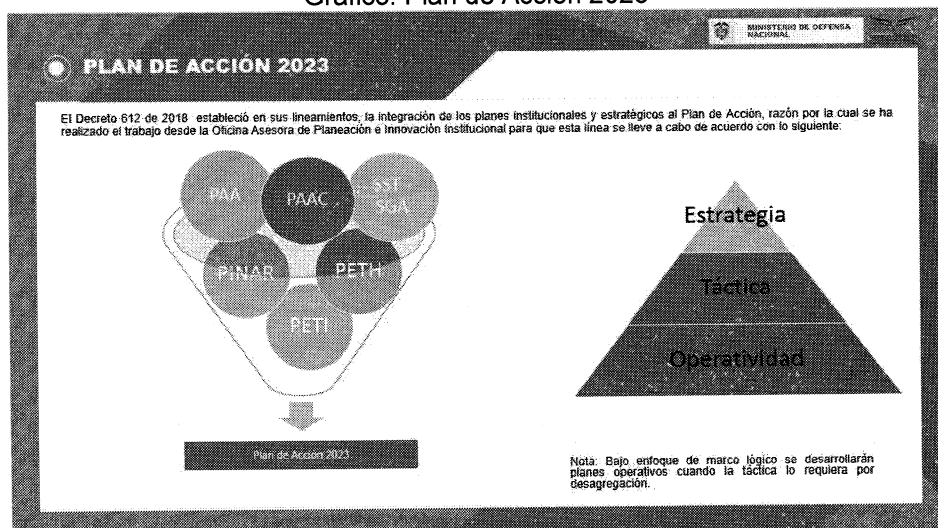 Gráfico: Plan de Acción 2023
MINISTERIO DE DEFENSA
NACIONAL
PLAN DE ACCIÓN 2023
El Decreto 612 de 2018 estableció en sus lineamientos, la integración de los planes institucionales y estratégicos al Plan de Acción, razón por la cual se ha
realizado el trabajo desde la Oficina Asesora de Planeación e Innovación Institucional para que esta línea se lleve a cabo de acuerdo con lo siguiente:
PAA
PAAC
SST -
SGA
PINAR
PETH
PETI
Plan de Acción 2023
Estrategia
Táctica
Operatividad
Nota: Bajo enfoque de marco lógico se desarrollarán
planes operativos cuando la táctica lo requiera por
desagregación.